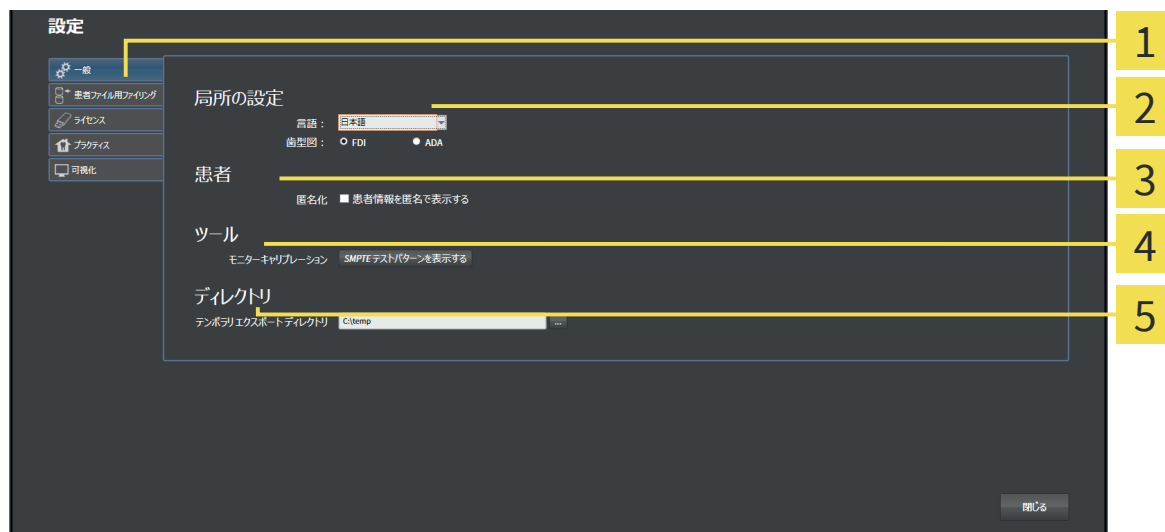 設定
1
一般
患者ファイル用ファイリング
ライセンス
プラクティス
可視化
局所の設定
2
言語 : 日本語
歯型図 : FDI ADA
患者
3
匿名化 患者情報を匿名で表示する
ツール
4
モニターキャリブレーション SMPTEテストパターンを表示する
ディレクトリ
5
テンポラリエクスポートディレクトリ C:\temp ...
閉じる